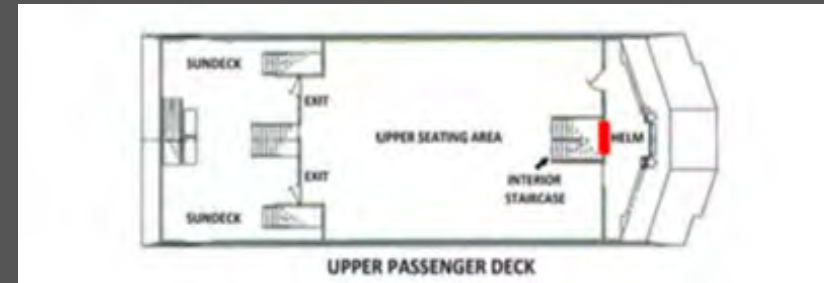 SUNDECK
EXIT
UPPER SEATING AREA
HELM
EXIT
INTERIOR
STAIRCASE
SUNDECK
UPPER PASSENGER DECK